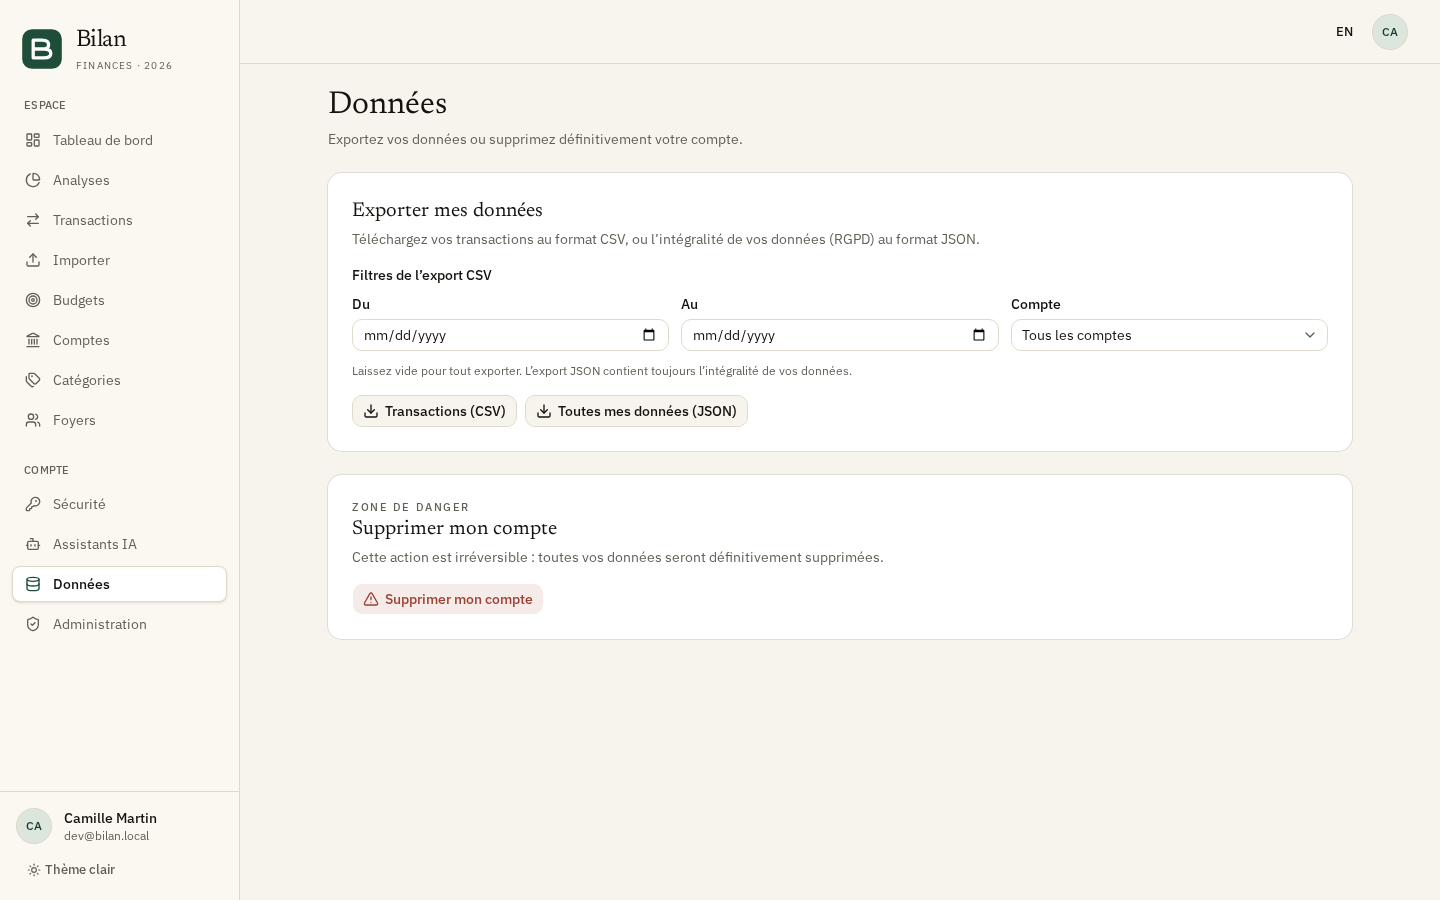 B
Bilan
FINANCES · 2026
ESPACE
Tableau de bord
Analyses
Transactions
Importer
Budgets
Comptes
Catégories
Foyers
COMPTE
Sécurité
Assistants IA
Données
Administration
CA
Camille Martin
dev@bilan.local
Thème clair
EN
CA
Données
Exportez vos données ou supprimez définitivement votre compte.
Exporter mes données
Téléchargez vos transactions au format CSV, ou l’intégralité de vos données (RGPD) au format JSON.
Filtres de l’export CSV
Du
Au
Compte
mm/dd/yyyy
mm/dd/yyyy
Tous les comptes
Laissez vide pour tout exporter. L’export JSON contient toujours l’intégralité de vos données.
Transactions (CSV)
Toutes mes données (JSON)
ZONE DE DANGER
Supprimer mon compte
Cette action est irréversible : toutes vos données seront définitivement supprimées.
Supprimer mon compte